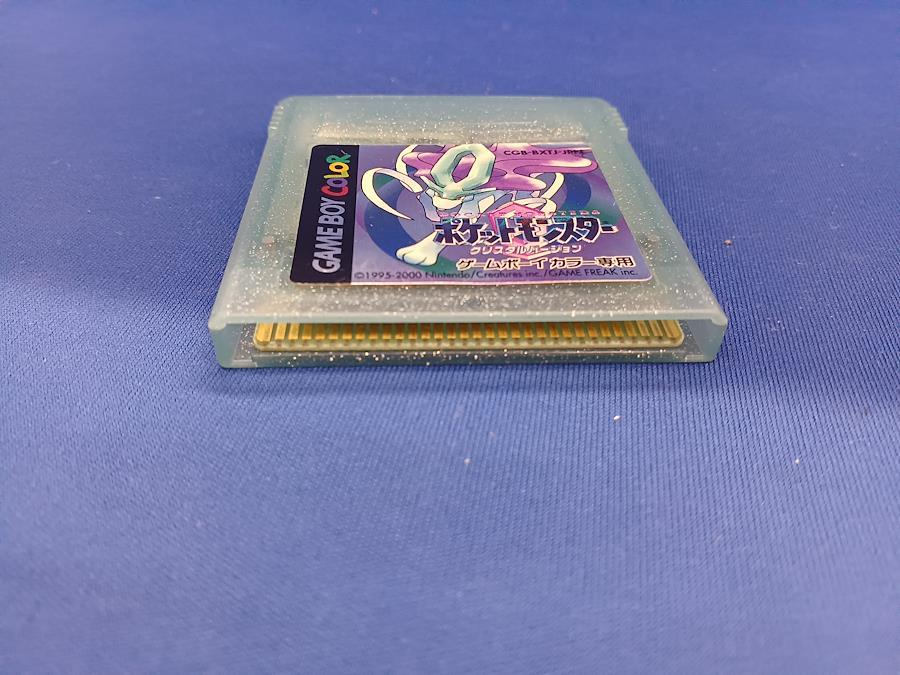 GAME BOY COLOR
CGB-BXTJ-JPN
ポケットモンスター
クリスタルバージョン
ゲームボーイカラー専用
©1995-2000 Nintendo/Creatures inc./GAME FREAK inc.